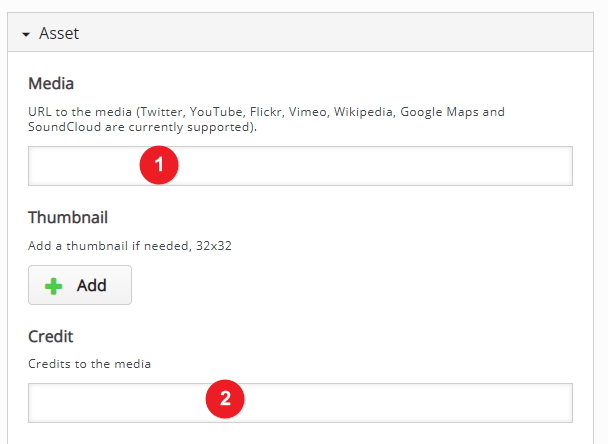 Asset
Media
URL to the media (Twitter, YouTube, Flickr, Vimeo, Wikipedia, Google Maps and
SoundCloud are currently supported).
1
Thumbnail
Add a thumbnail if needed, 32x32
Add
Credit
Credits to the media
2